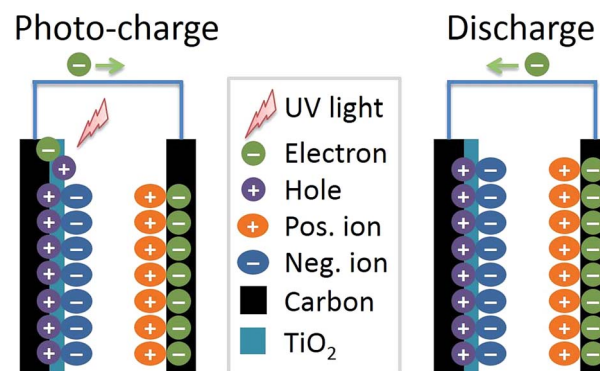 Photo-charge
Discharge
UV light
Electron
Hole
Pos. ion
Neg. ion
Carbon
TiO₂